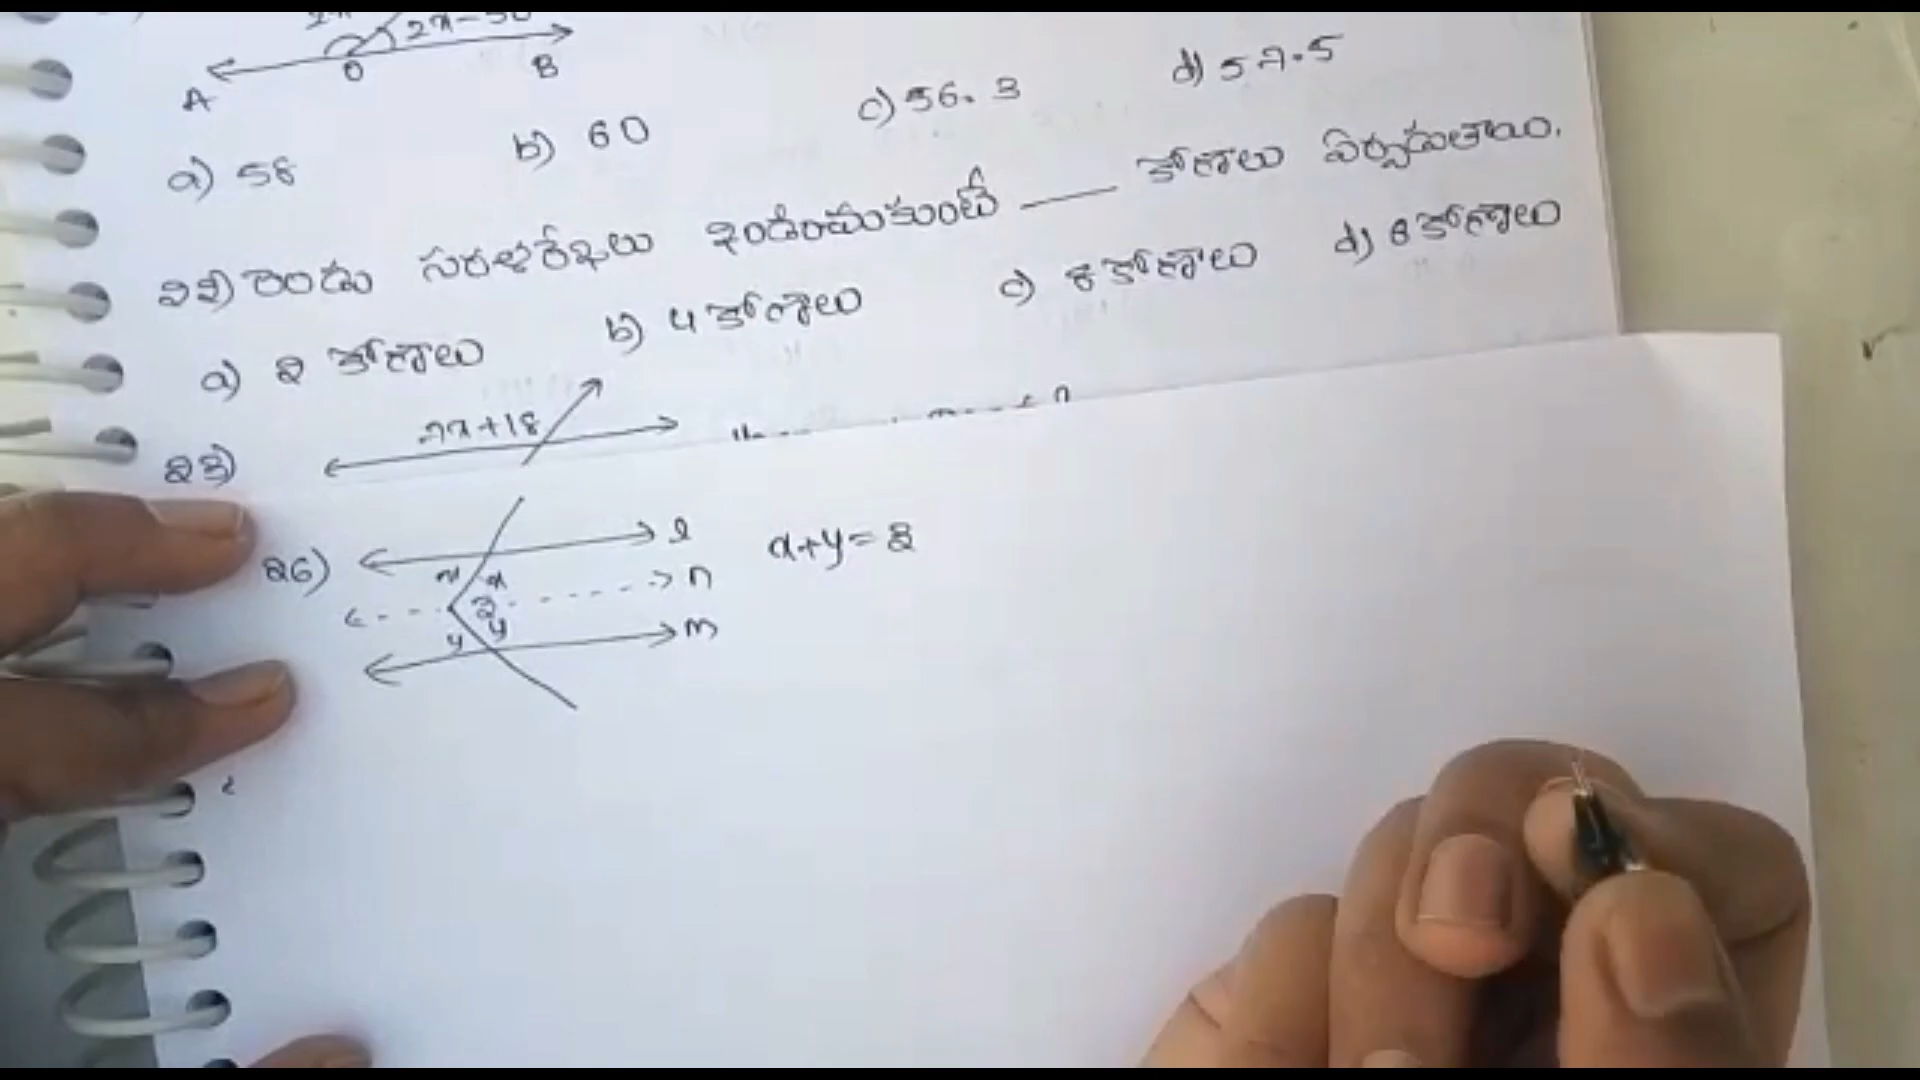 2x 2x-30
A O B
a) 58 b) 60 c) 56.3 d) 57.5
22) రెండు సరళరేఖలు ఖండించుకుంటే ___ కోణాలు ఏర్పడుతాయి.
a) 2 కోణాలు b) 4 కోణాలు c) 8 కోణాలు d) 6 కోణాలు
23) 7x+18
26) l x+y=z
x x n
z
y y m